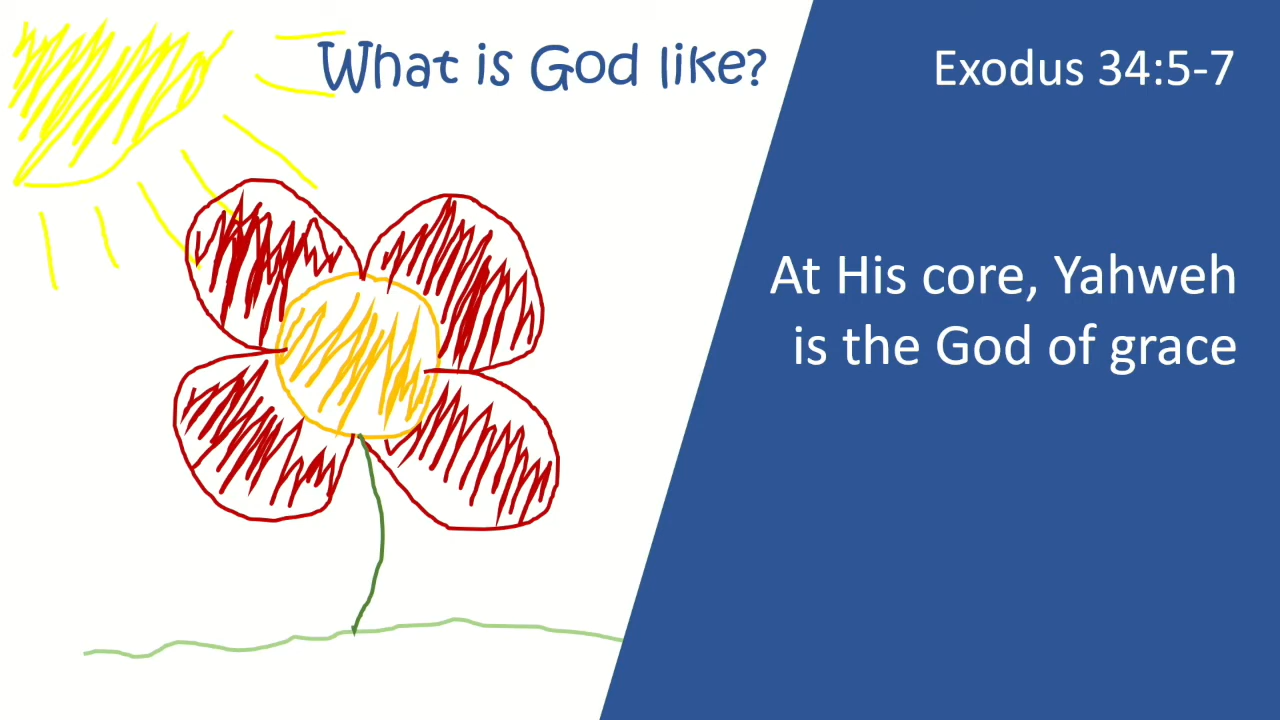 What is God like?
Exodus 34:5-7
At His core, Yahweh
is the God of grace